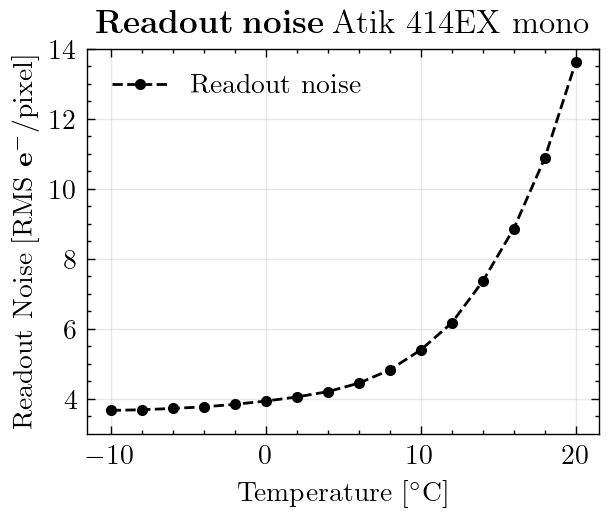 Readout noise Atik 414EX mono
Readout noise
Readout Noise [RMS e⁻/pixel]
14
12
10
8
6
4
−10 0 10 20
Temperature [°C]